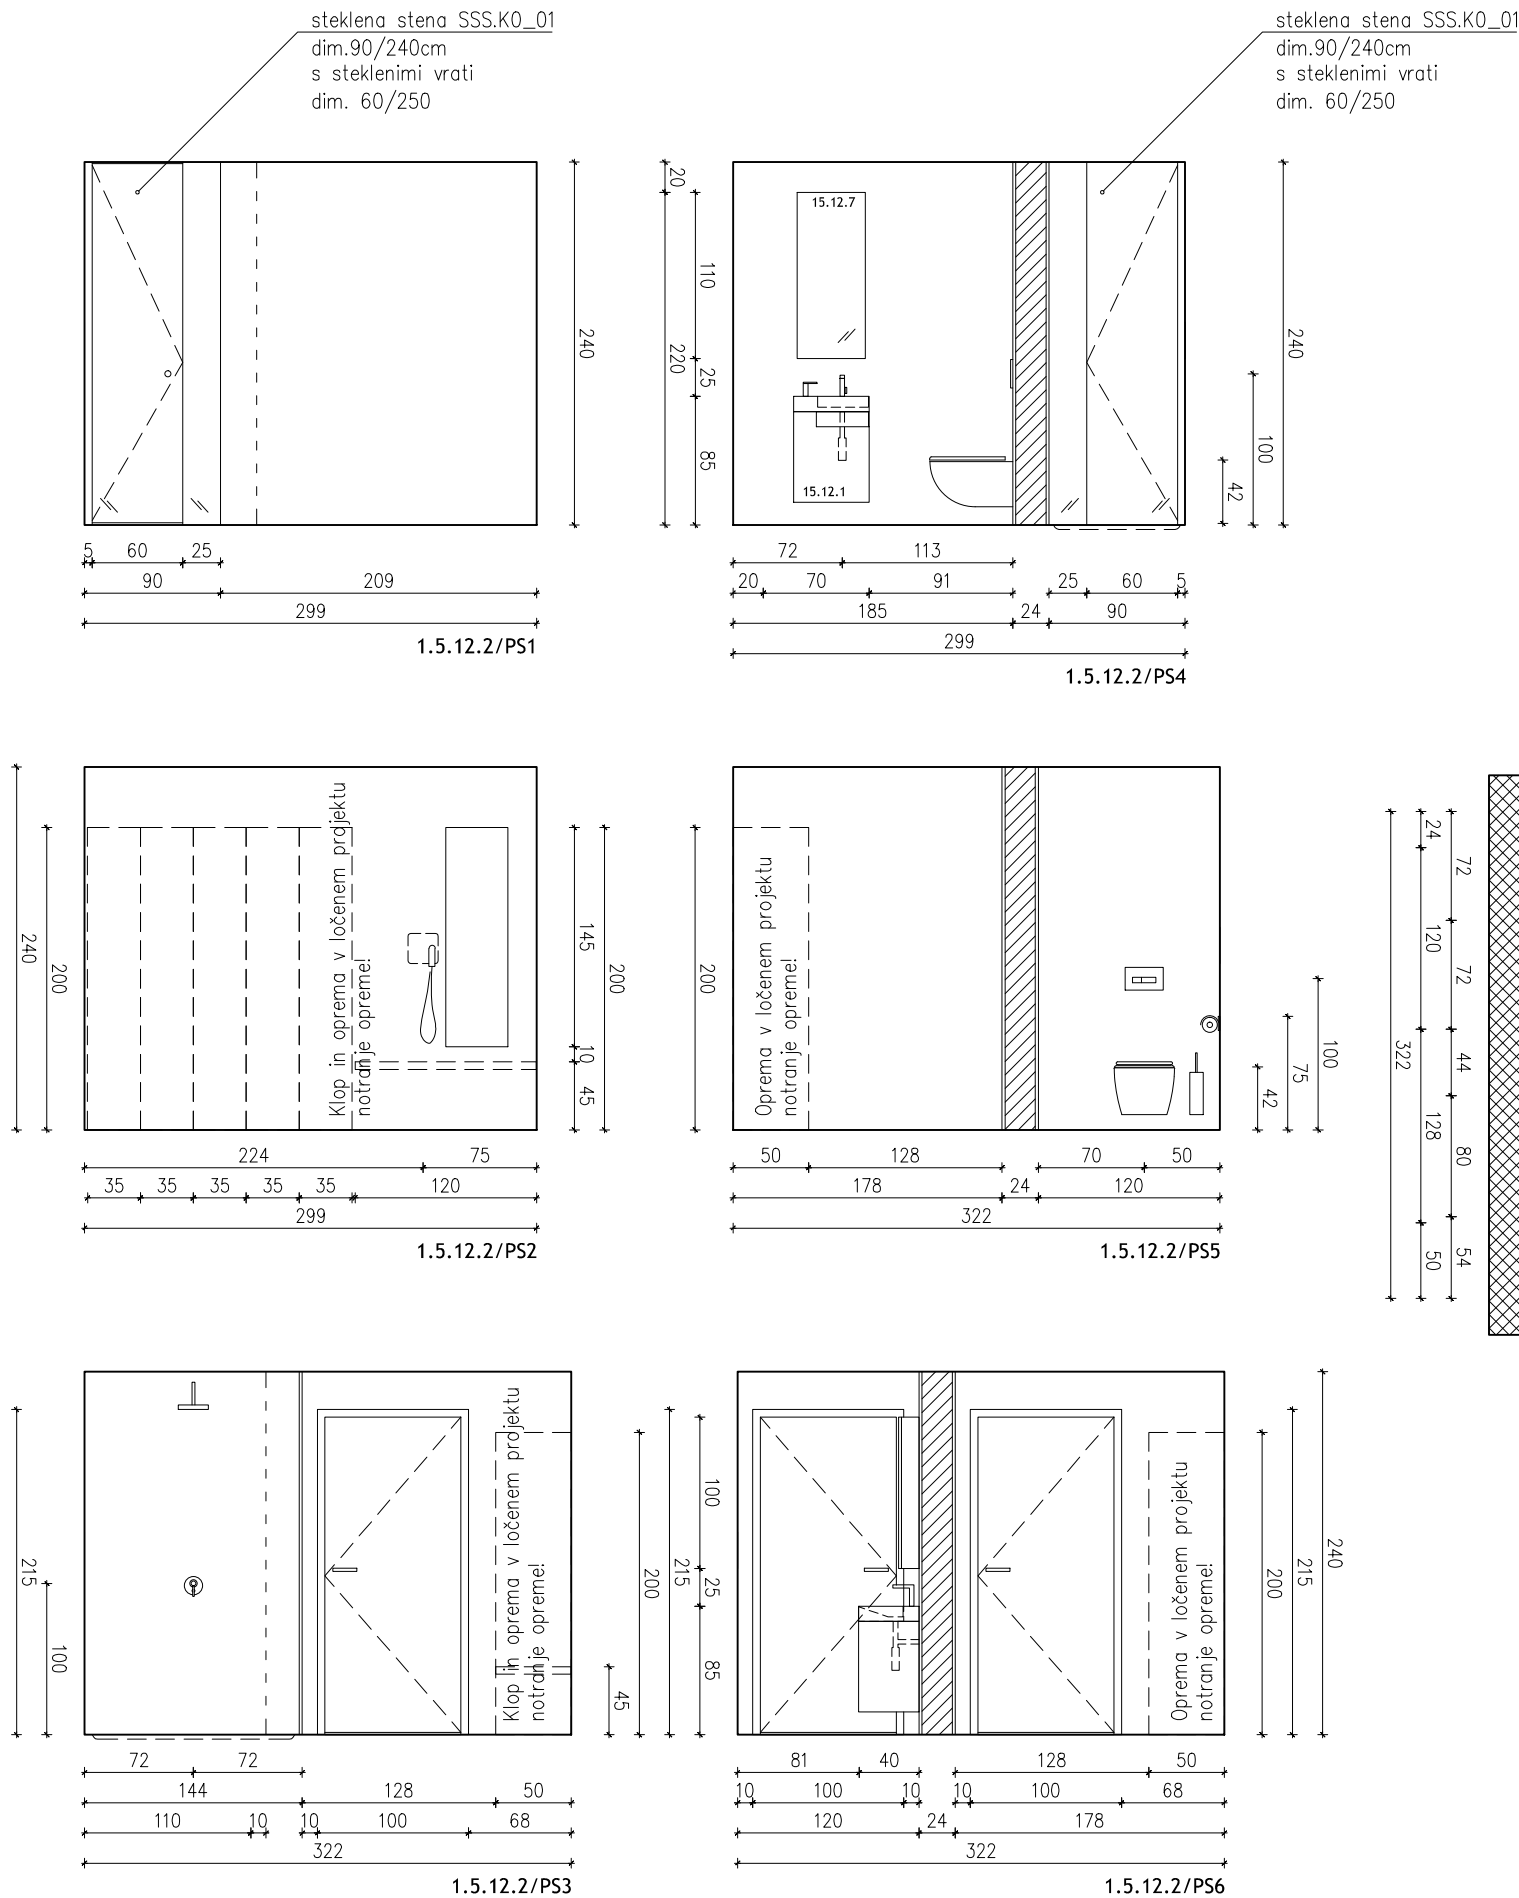 steklena stena SSS.K0_01
dim.90/240cm
s steklenimi vrati
dim. 60/250
240
5 60 25
90 209
299
1.5.12.2/PS1
steklena stena SSS.K0_01
dim.90/240cm
s steklenimi vrati
dim. 60/250
20
220
110
25
85
15.12.7
15.12.1
42
100
240
72 113
20 70 91 25 60 5
185 24 90
299
1.5.12.2/PS4
240
200
Klop in oprema v ločenem projektu
notranje opreme!
145
10
45
200
224 75
35 35 35 35 35 120
299
1.5.12.2/PS2
200
Oprema v ločenem projektu
notranje opreme!
42
75
100
50 128 70 50
178 24 120
322
1.5.12.2/PS5
322
24
120
128
50
72
72
44
80
54
215
100
Klop in oprema v ločenem projektu
notranje opreme!
45
200
72 72
144 128 50
110 10 10 100 68
322
1.5.12.2/PS3
215
100
25
85
Oprema v ločenem projektu
notranje opreme!
200
215
240
81 40 128 50
10 100 10 10 100 68
120 24 178
322
1.5.12.2/PS6